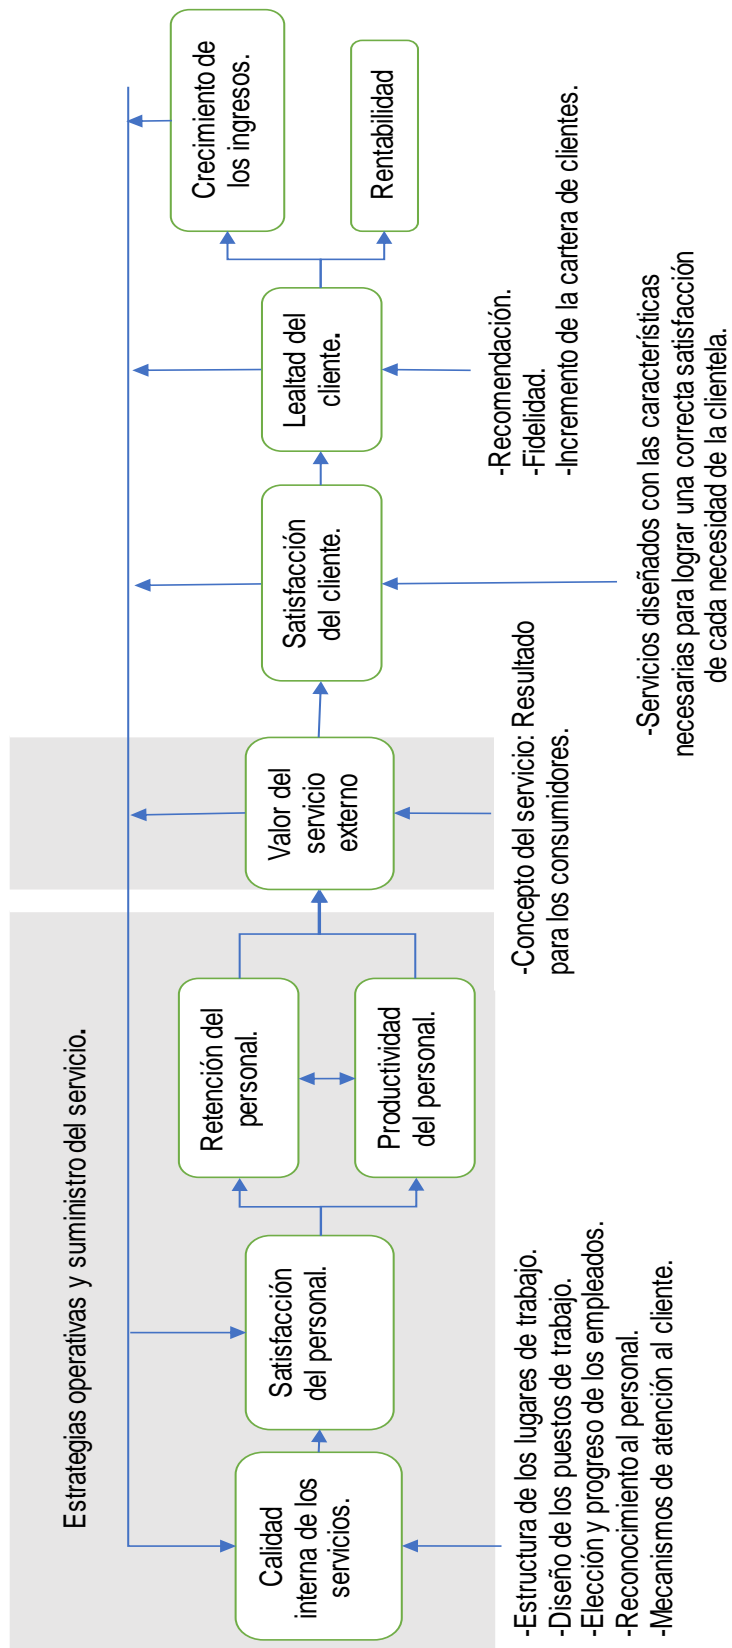 Estrategias operativas y suministro del servicio.
Calidad
interna de los
servicios.
Satisfacción
del personal.
Retención del
personal.
Productividad
del personal.
Valor del
servicio
externo
Satisfacción
del cliente.
Lealtad del
cliente.
Crecimiento de
los ingresos.
Rentabilidad
-Estructura de los lugares de trabajo.
-Diseño de los puestos de trabajo.
-Elección y progreso de los empleados.
-Reconocimiento al personal.
-Mecanismos de atención al cliente.
-Concepto del servicio: Resultado
para los consumidores.
-Servicios diseñados con las características
necesarias para lograr una correcta satisfacción
de cada necesidad de la clientela.
-Recomendación.
-Fidelidad.
-Incremento de la cartera de clientes.